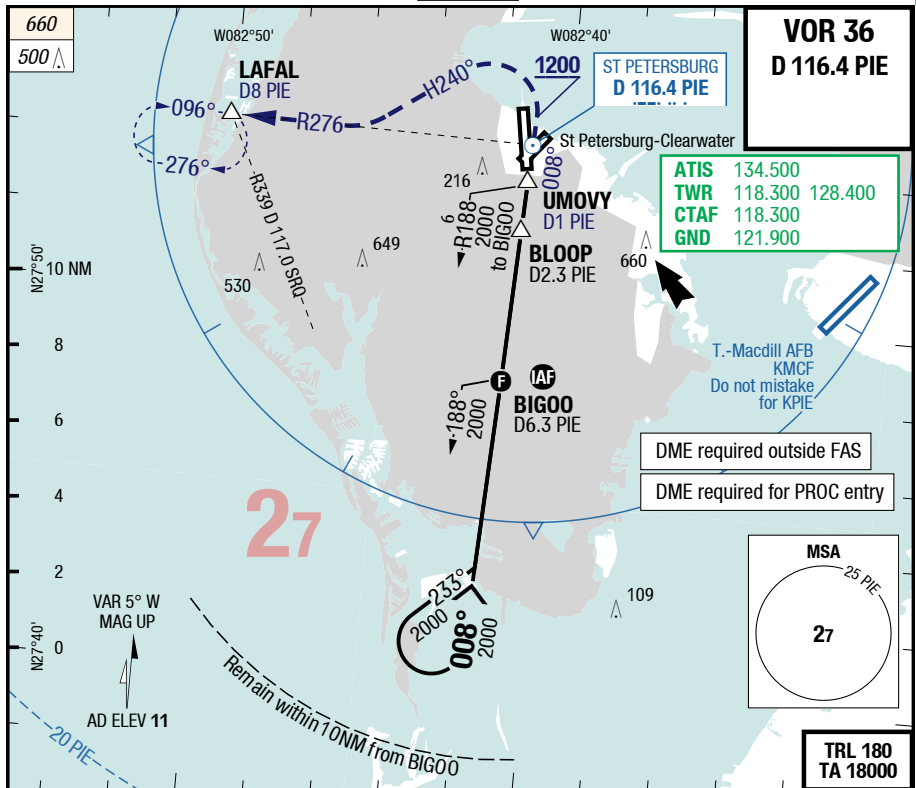 660
500
W082°50'
W082°40'
VOR 36
D 116.4 PIE
LAFAL
D8 PIE
H240°
1200
ST PETERSBURG
D 116.4 PIE
096°
R276
276°
St Petersburg-Clearwater
008°
216
UMOVY
D1 PIE
R188
6
2000
to BIGOO
BLOOP
D2.3 PIE
ATIS 134.500
TWR 118.300 128.400
CTAF 118.300
GND 121.900
R339 D 117.0 SRQ
649
530
660
N27°50'
10 NM
8
6
4
2
0
N27°40'
T.-Macdill AFB
KMCF
Do not mistake
for KPIE
F
IAF
BIGOO
D6.3 PIE
188°
2000
DME required outside FAS
DME required for PROC entry
27
MSA
25 PIE
27
233°
2000
008°
2000
109
VAR 5° W
MAG UP
AD ELEV 11
Remain within 10NM from BIGOO
20 PIE
TRL 180
TA 18000